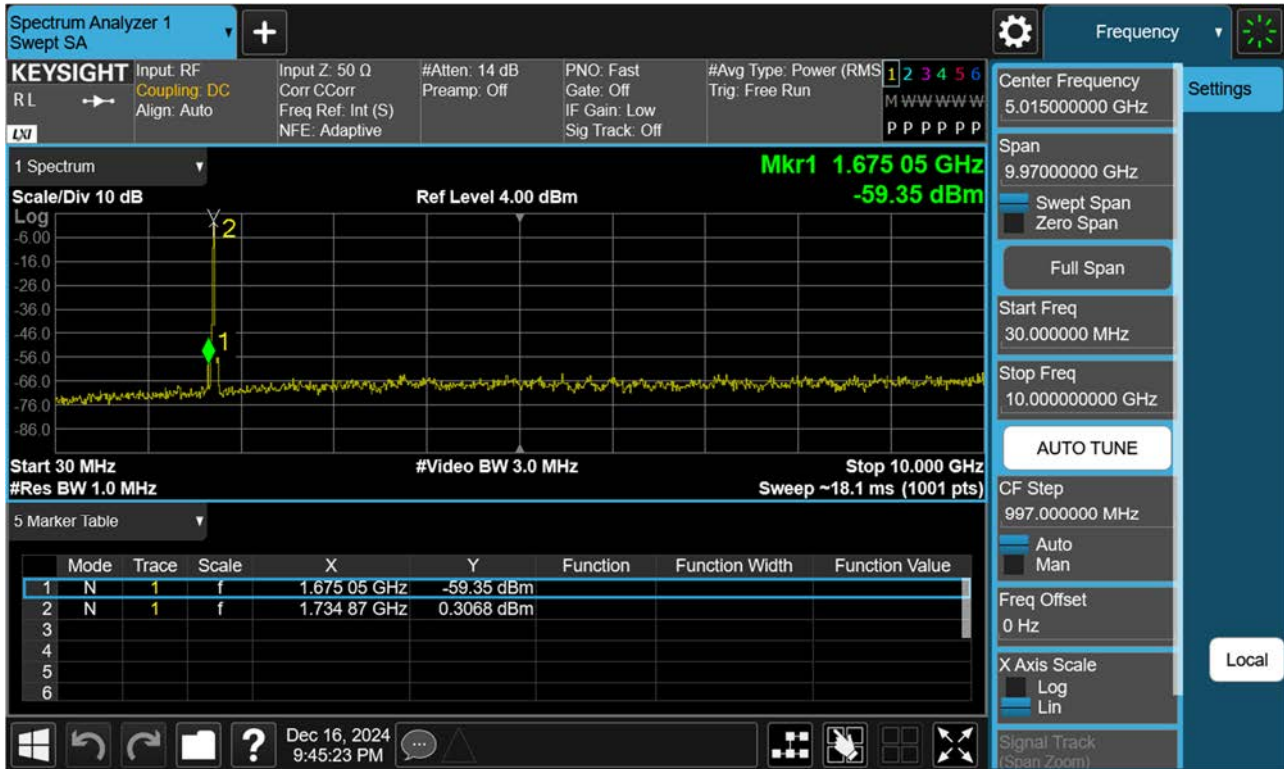 Spectrum Analyzer 1
Swept SA
Frequency
KEYSIGHT
RL
LXI
Input: RF
Coupling: DC
Align: Auto
Input Z: 50 Ω
Corr CCorr
Freq Ref: Int (S)
NFE: Adaptive
#Atten: 14 dB
Preamp: Off
PNO: Fast
Gate: Off
IF Gain: Low
Sig Track: Off
#Avg Type: Power (RMS
Trig: Free Run
1 2 3 4 5 6
M W W W W W
P P P P P P
1 Spectrum
Mkr1 1.675 05 GHz
Scale/Div 10 dB
Ref Level 4.00 dBm
-59.35 dBm
Log
2
-6.00
-16.0
-26.0
-36.0
-46.0
1
-56.0
-66.0
-76.0
-86.0
Start 30 MHz
#Video BW 3.0 MHz
Stop 10.000 GHz
#Res BW 1.0 MHz
Sweep ~18.1 ms (1001 pts)
5 Marker Table
Mode Trace Scale X Y Function Function Width Function Value
1 N 1 f 1.675 05 GHz -59.35 dBm
2 N 1 f 1.734 87 GHz 0.3068 dBm
3
4
5
6
Dec 16, 2024
9:45:23 PM
Center Frequency
5.015000000 GHz
Span
9.97000000 GHz
Swept Span
Zero Span
Full Span
Start Freq
30.000000 MHz
Stop Freq
10.000000000 GHz
AUTO TUNE
CF Step
997.000000 MHz
Auto
Man
Freq Offset
0 Hz
X Axis Scale
Log
Lin
Signal Track
(Span Zoom)
Settings
Local